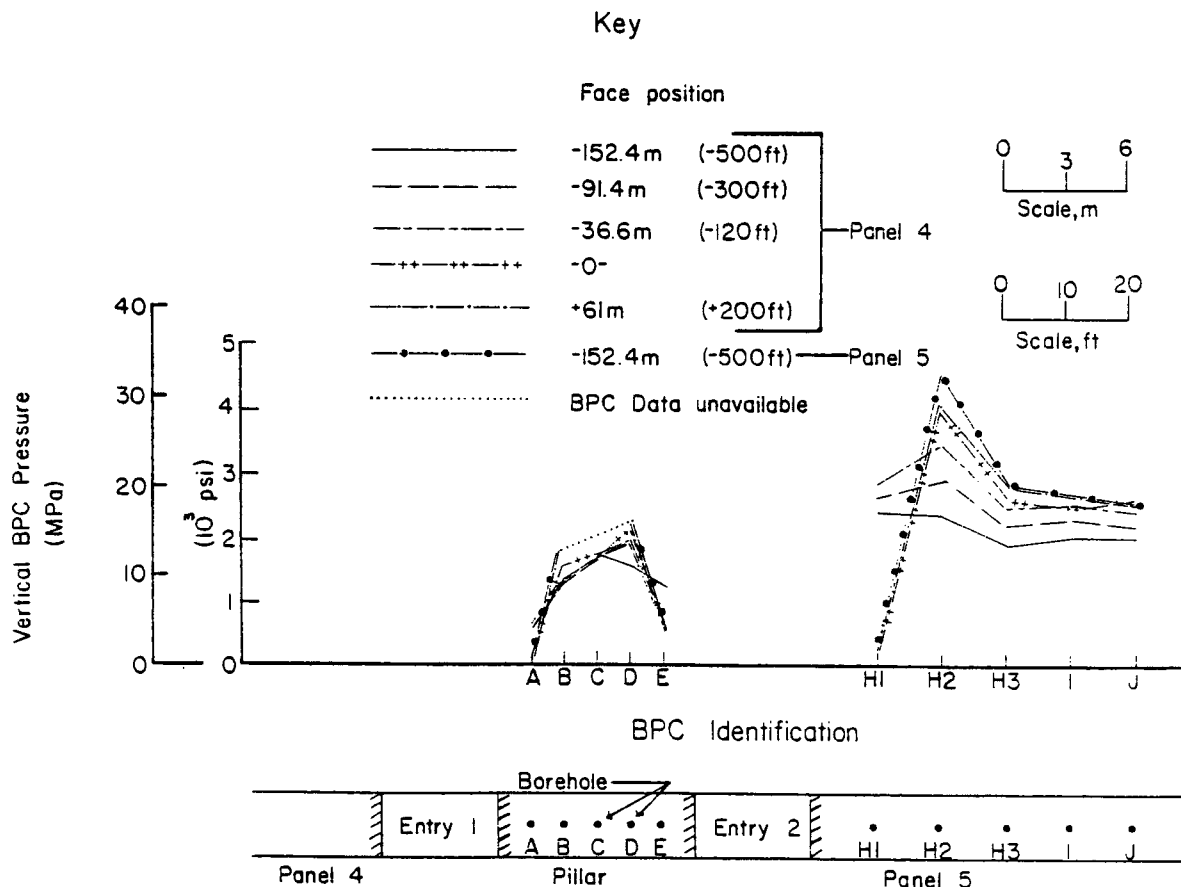 Key
Face position
-152.4m (-500ft)
-91.4m (-300ft)
-36.6m (-120ft)
-0-
+61m (+200ft)
Panel 4
-152.4m (-500ft) Panel 5
BPC Data unavailable
0 3 6
Scale, m
0 10 20
Scale, ft
Vertical BPC Pressure
(MPa)
40
30
20
10
0
(10³ psi)
5
4
3
2
1
0
A B C D E H1 H2 H3 I J
BPC Identification
Borehole
Entry 1 Entry 2
A B C D E H1 H2 H3 I J
Panel 4 Pillar Panel 5